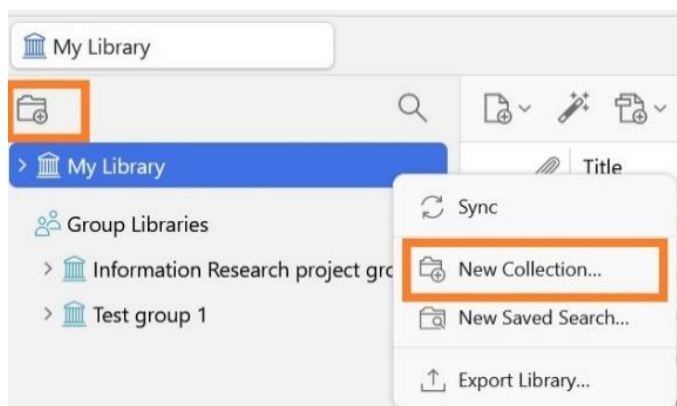 My Library
My Library
Title
Sync
Group Libraries
New Collection...
Information Research project gro
New Saved Search...
Test group 1
Export Library...